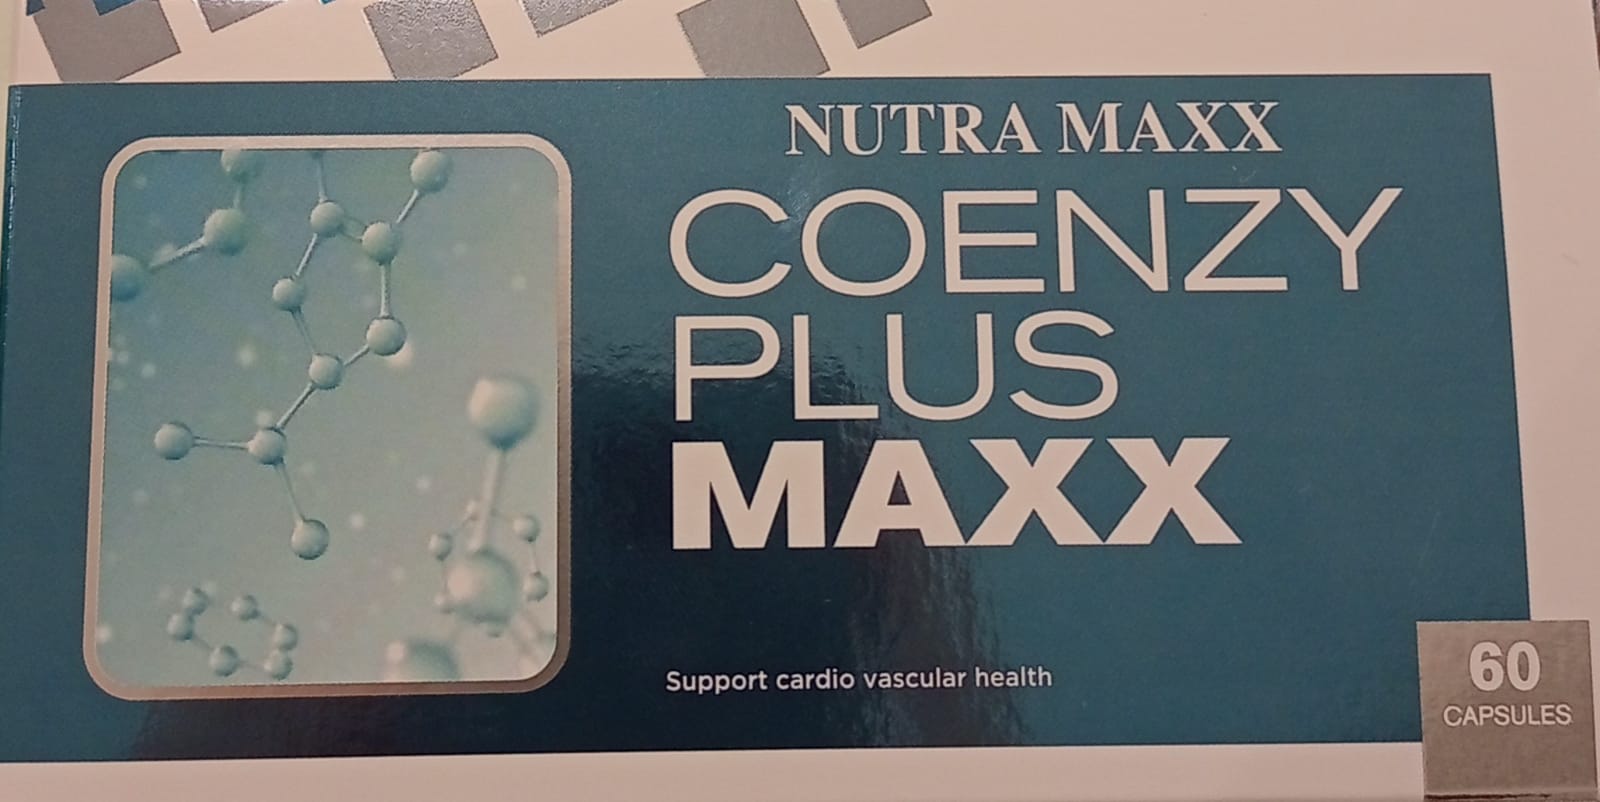 NUTRA MAXX
COENZY
PLUS
MAXX
Support cardio vascular health
60
CAPSULES